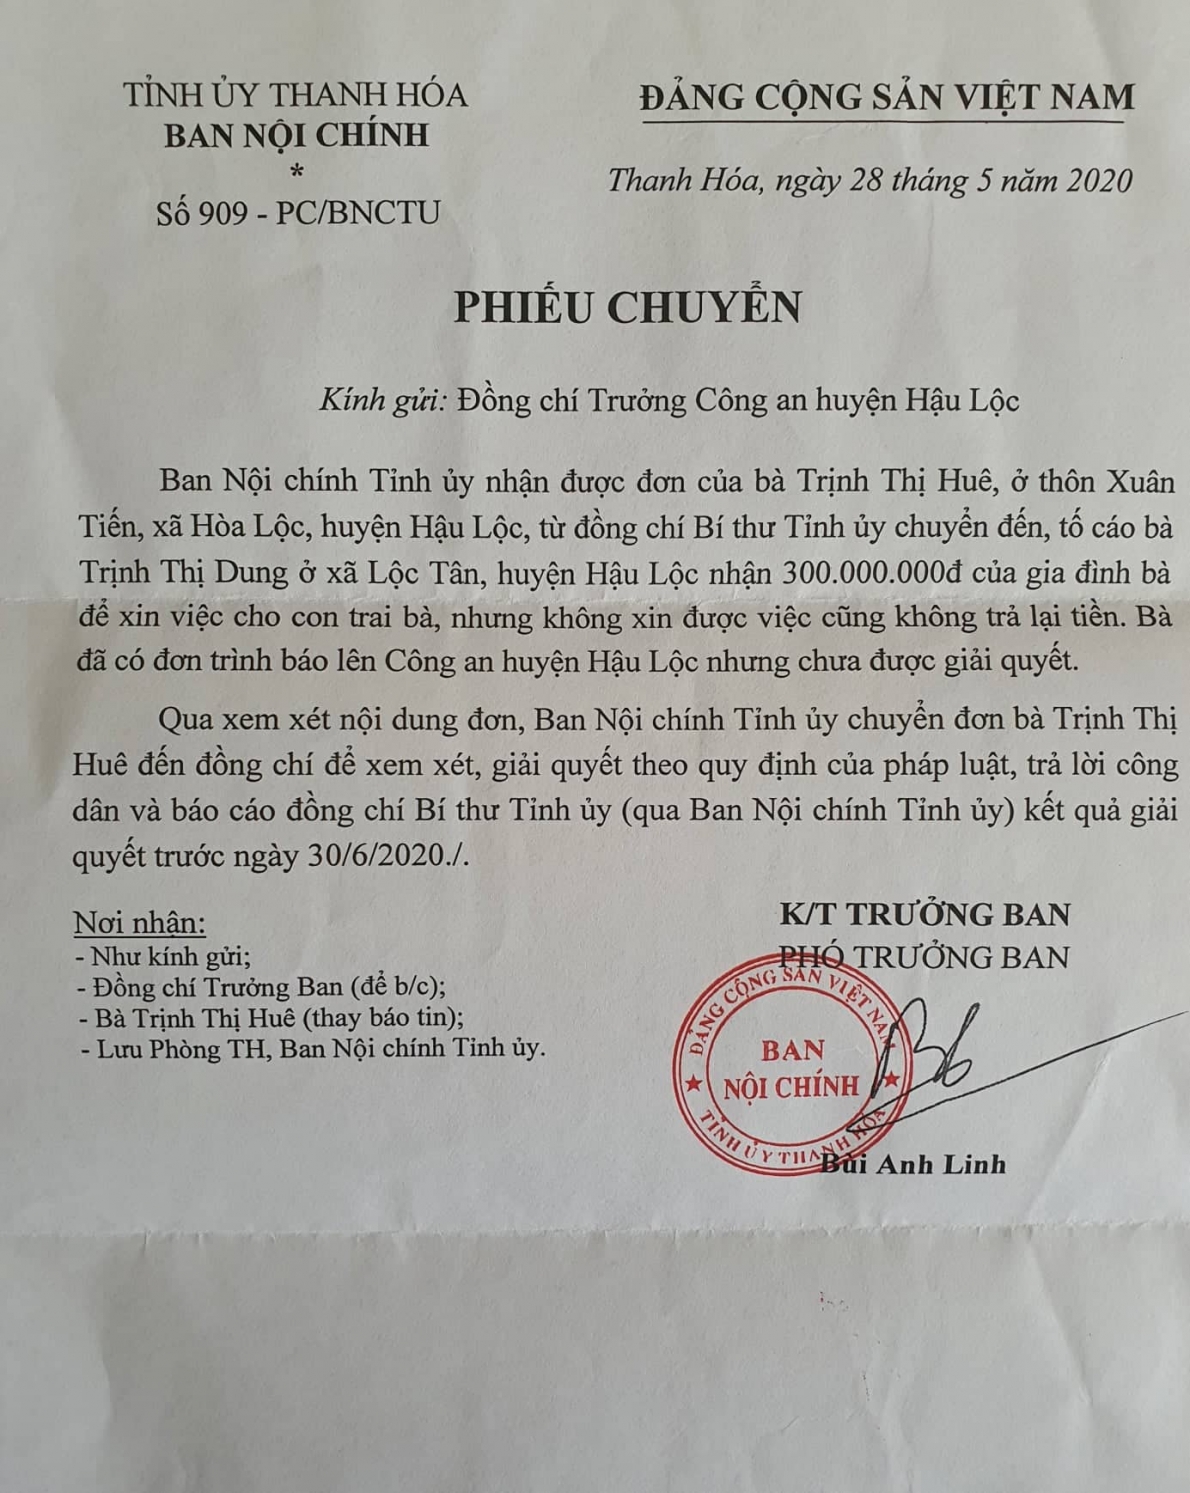 TỈNH ỦY THANH HÓA
BAN NỘI CHÍNH
*
Số 909 - PC/BNCTU
ĐẢNG CỘNG SẢN VIỆT NAM
Thanh Hóa, ngày 28 tháng 5 năm 2020
PHIẾU CHUYỂN
Kính gửi: Đồng chí Trưởng Công an huyện Hậu Lộc
Ban Nội chính Tỉnh ủy nhận được đơn của bà Trịnh Thị Huê, ở thôn Xuân
Tiến, xã Hòa Lộc, huyện Hậu Lộc, từ đồng chí Bí thư Tỉnh ủy chuyển đến, tố cáo bà
Trịnh Thị Dung ở xã Lộc Tân, huyện Hậu Lộc nhận 300.000.000đ của gia đình bà
để xin việc cho con trai bà, nhưng không xin được việc cũng không trả lại tiền. Bà
đã có đơn trình báo lên Công an huyện Hậu Lộc nhưng chưa được giải quyết.
Qua xem xét nội dung đơn, Ban Nội chính Tỉnh ủy chuyển đơn bà Trịnh Thị
Huê đến đồng chí để xem xét, giải quyết theo quy định của pháp luật, trả lời công
dân và báo cáo đồng chí Bí thư Tỉnh ủy (qua Ban Nội chính Tỉnh ủy) kết quả giải
quyết trước ngày 30/6/2020./.
Nơi nhận:
- Như kính gửi;
- Đồng chí Trưởng Ban (để b/c);
- Bà Trịnh Thị Huê (thay báo tin);
- Lưu Phòng TH, Ban Nội chính Tỉnh ủy.
K/T TRƯỞNG BAN
PHÓ TRƯỞNG BAN
ĐẢNG CỘNG SẢN VIỆT NAM
BAN
NỘI CHÍNH
TỈNH ỦY THANH HÓA
Bùi Anh Linh